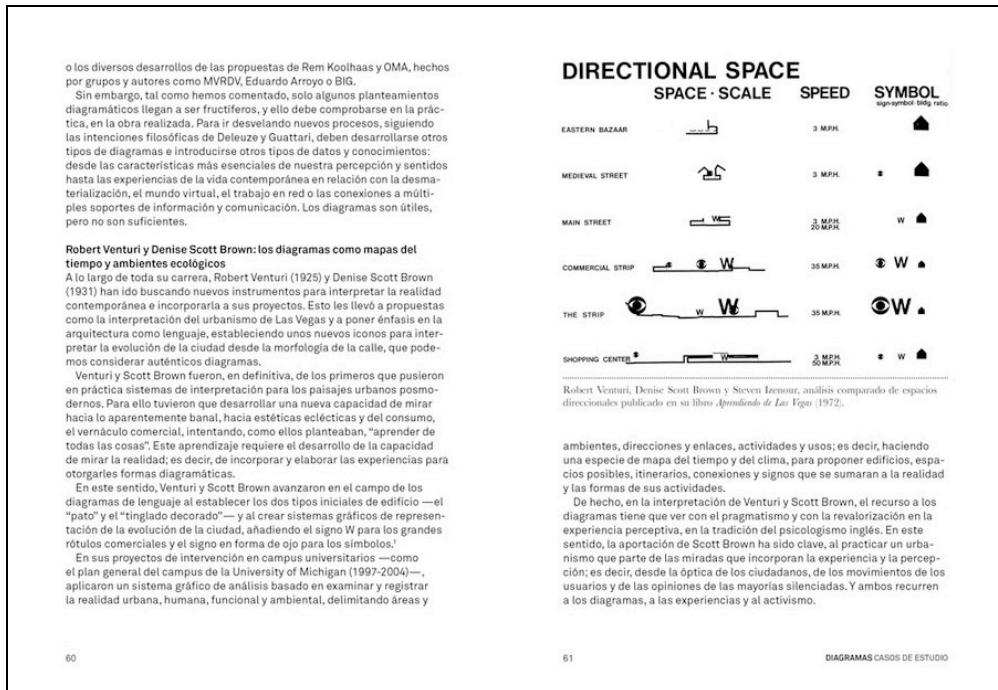 o los diversos desarrollos de las propuestas de Rem Koolhaas y OMA, hechos
por grupos y autores como MVRDV, Eduardo Arroyo o BIG.
Sin embargo, tal como hemos comentado, solo algunos planteamientos
diagramáticos llegan a ser fructíferos, y ello debe comprobarse en la prác-
tica, en la obra realizada. Para ir desvelando nuevos procesos, siguiendo
las intenciones filosóficas de Deleuze y Guattari, deben desarrollarse otros
tipos de diagramas e introducirse otros tipos de datos y conocimientos:
desde las características más esenciales de nuestra percepción y sentidos
hasta las experiencias de la vida contemporánea en relación con la desma-
terialización, el mundo virtual, el trabajo en red o las conexiones a múlti-
ples soportes de información y comunicación. Los diagramas son útiles,
pero no son suficientes.
Robert Venturi y Denise Scott Brown: los diagramas como mapas del
tiempo y ambientes ecológicos
A lo largo de toda su carrera, Robert Venturi (1925) y Denise Scott Brown
(1931) han ido buscando nuevos instrumentos para interpretar la realidad
contemporánea e incorporarla a sus proyectos. Esto les llevó a propuestas
como la interpretación del urbanismo de Las Vegas y a poner énfasis en la
arquitectura como lenguaje, estableciendo unos nuevos iconos para inter-
pretar la evolución de la ciudad desde la morfología de la calle, que pode-
mos considerar auténticos diagramas.
Venturi y Scott Brown fueron, en definitiva, de los primeros que pusieron
en práctica sistemas de interpretación para los paisajes urbanos posmo-
dernos. Para ello tuvieron que desarrollar una nueva capacidad de mirar
hacia lo aparentemente banal, hacia estéticas eclécticas y del consumo,
el vernáculo comercial, intentando, como ellos planteaban, “aprender de
todas las cosas”. Este aprendizaje requiere el desarrollo de la capacidad
de mirar la realidad; es decir, de incorporar y elaborar las experiencias para
otorgarles formas diagramáticas.
En este sentido, Venturi y Scott Brown avanzaron en el campo de los
diagramas de lenguaje al establecer los dos tipos iniciales de edificio —el
“pato” y el “tinglado decorado”— y al crear sistemas gráficos de represen-
tación de la evolución de la ciudad, añadiendo el signo W para los grandes
rótulos comerciales y el signo en forma de ojo para los símbolos.¹
En sus proyectos de intervención en campus universitarios —como
el plan general del campus de la University of Michigan (1997-2004)—,
aplicaron un sistema gráfico de análisis basado en examinar y registrar
la realidad urbana, humana, funcional y ambiental, delimitando áreas y
60
DIRECTIONAL SPACE
SPACE · SCALE SPEED SYMBOL
sign-symbol-bldg ratio
EASTERN BAZAAR 3 M.P.H.
MEDIEVAL STREET 3 M.P.H.
MAIN STREET W 3 M.P.H. W
20 M.P.H.
COMMERCIAL STRIP W 35 M.P.H. W
THE STRIP W W 35 M.P.H. W
SHOPPING CENTER W 3 M.P.H. W
50 M.P.H.
Robert Venturi, Denise Scott Brown y Steven Izenour, análisis comparado de espacios
direccionales publicado en su libro Aprendiendo de Las Vegas (1972).
ambientes, direcciones y enlaces, actividades y usos; es decir, haciendo
una especie de mapa del tiempo y del clima, para proponer edificios, espa-
cios posibles, itinerarios, conexiones y signos que se sumaran a la realidad
y las formas de sus actividades.
De hecho, en la interpretación de Venturi y Scott Brown, el recurso a los
diagramas tiene que ver con el pragmatismo y con la revalorización en la
experiencia perceptiva, en la tradición del psicologismo inglés. En este
sentido, la aportación de Scott Brown ha sido clave, al practicar un urba-
nismo que parte de las miradas que incorporan la experiencia y la percep-
ción; es decir, desde la óptica de los ciudadanos, de los movimientos de los
usuarios y de las opiniones de las mayorías silenciadas. Y ambos recurren
a los diagramas, a las experiencias y al activismo.
61
DIAGRAMAS CASOS DE ESTUDIO